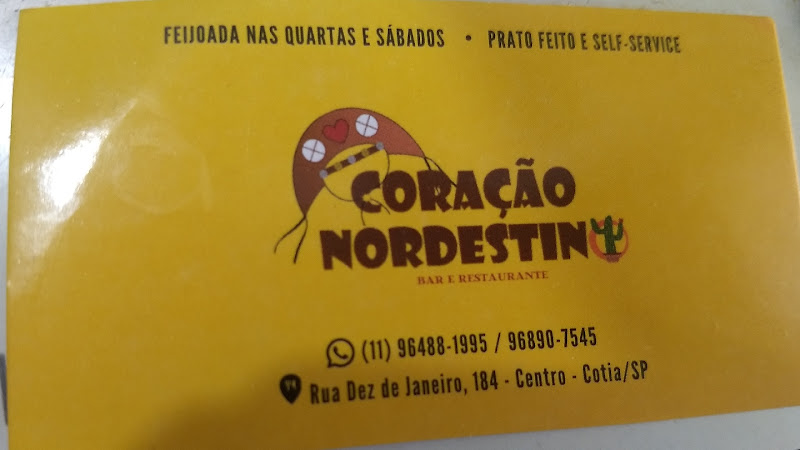 FEIJOADA NAS QUARTAS E SÁBADOS • PRATO FEITO E SELF-SERVICE
CORAÇÃO
NORDESTINO
BAR E RESTAURANTE
(11) 96488-1995 / 96890-7545
Rua Dez de Janeiro, 184 - Centro - Cotia/SP